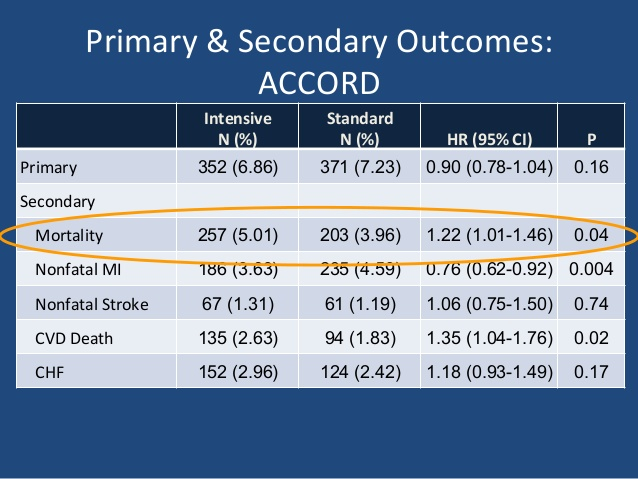 Primary & Secondary Outcomes:
ACCORD
Intensive N (%) Standard N (%) HR (95% CI) P
Primary 352 (6.86) 371 (7.23) 0.90 (0.78-1.04) 0.16
Secondary
Mortality 257 (5.01) 203 (3.96) 1.22 (1.01-1.46) 0.04
Nonfatal MI 186 (3.63) 235 (4.59) 0.76 (0.62-0.92) 0.004
Nonfatal Stroke 67 (1.31) 61 (1.19) 1.06 (0.75-1.50) 0.74
CVD Death 135 (2.63) 94 (1.83) 1.35 (1.04-1.76) 0.02
CHF 152 (2.96) 124 (2.42) 1.18 (0.93-1.49) 0.17